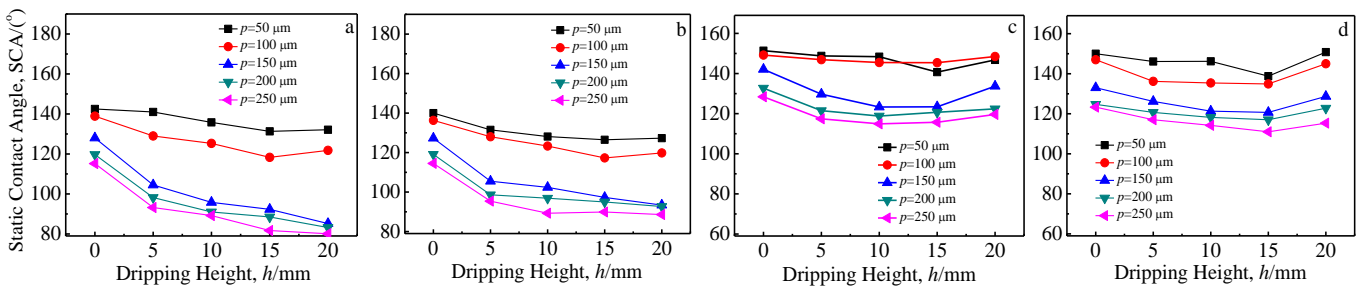 Static Contact Angle, SCA/(°)
180
160
140
120
100
80
0 5 10 15 20
Dripping Height, h/mm
p=50 μm
p=100 μm
p=150 μm
p=200 μm
p=250 μm
a
180
160
140
120
100
80
0 5 10 15 20
Dripping Height, h/mm
p=50 μm
p=100 μm
p=150 μm
p=200 μm
p=250 μm
b
160
140
120
100
80
60
0 5 10 15 20
Dripping Height, h/mm
p=50 μm
p=100 μm
p=150 μm
p=200 μm
p=250 μm
c
160
140
120
100
80
60
0 5 10 15 20
Dripping Height, h/mm
p=50 μm
p=100 μm
p=150 μm
p=200 μm
p=250 μm
d